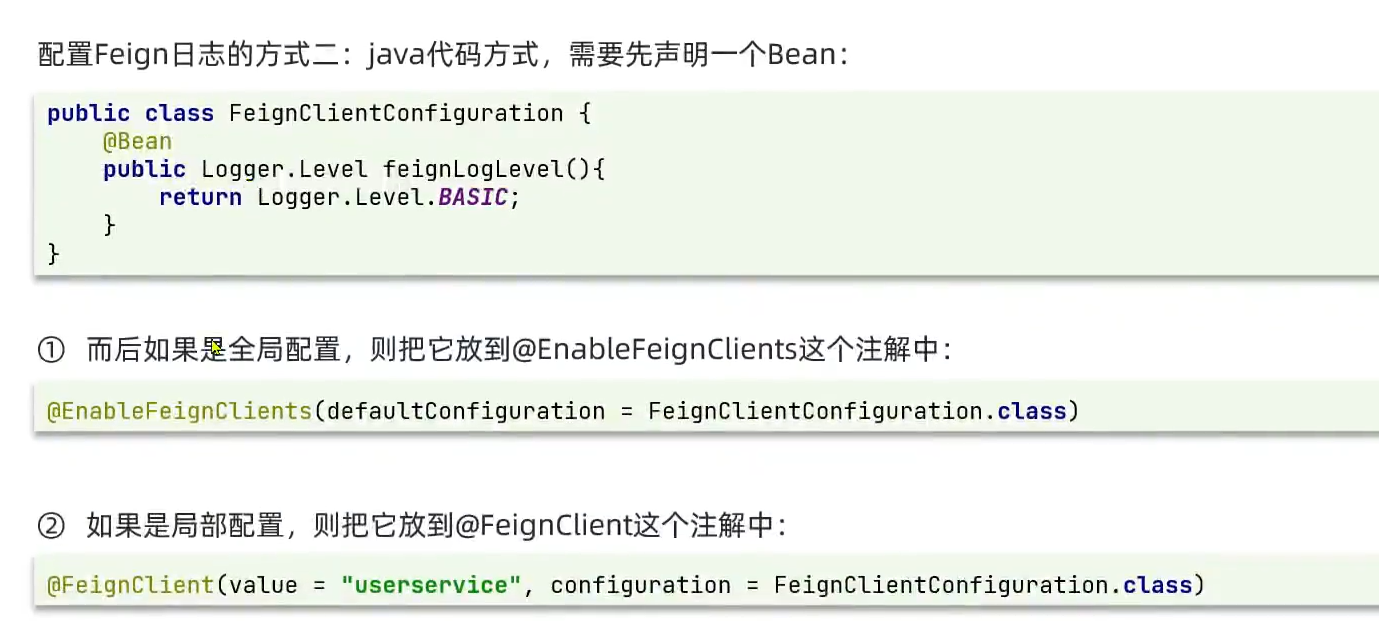 配置Feign日志的方式二：java代码方式，需要先声明一个Bean：
public class FeignClientConfiguration {
    @Bean
    public Logger.Level feignLogLevel(){
        return Logger.Level.BASIC;
    }
}
① 而后如果是全局配置，则把它放到@EnableFeignClients这个注解中：
@EnableFeignClients(defaultConfiguration = FeignClientConfiguration.class)
② 如果是局部配置，则把它放到@FeignClient这个注解中：
@FeignClient(value = "userservice", configuration = FeignClientConfiguration.class)